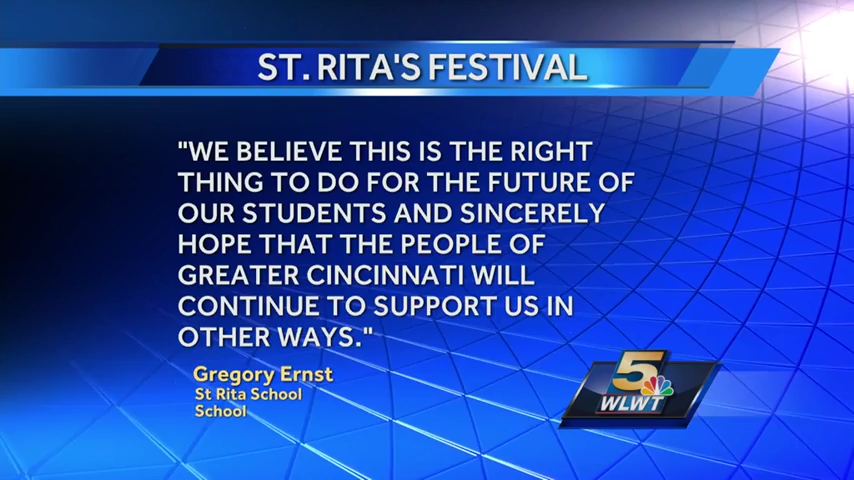 ST. RITA'S FESTIVAL
"WE BELIEVE THIS IS THE RIGHT
THING TO DO FOR THE FUTURE OF
OUR STUDENTS AND SINCERELY
HOPE THAT THE PEOPLE OF
GREATER CINCINNATI WILL
CONTINUE TO SUPPORT US IN
OTHER WAYS."
Gregory Ernst
St Rita School
School
5
WLWT